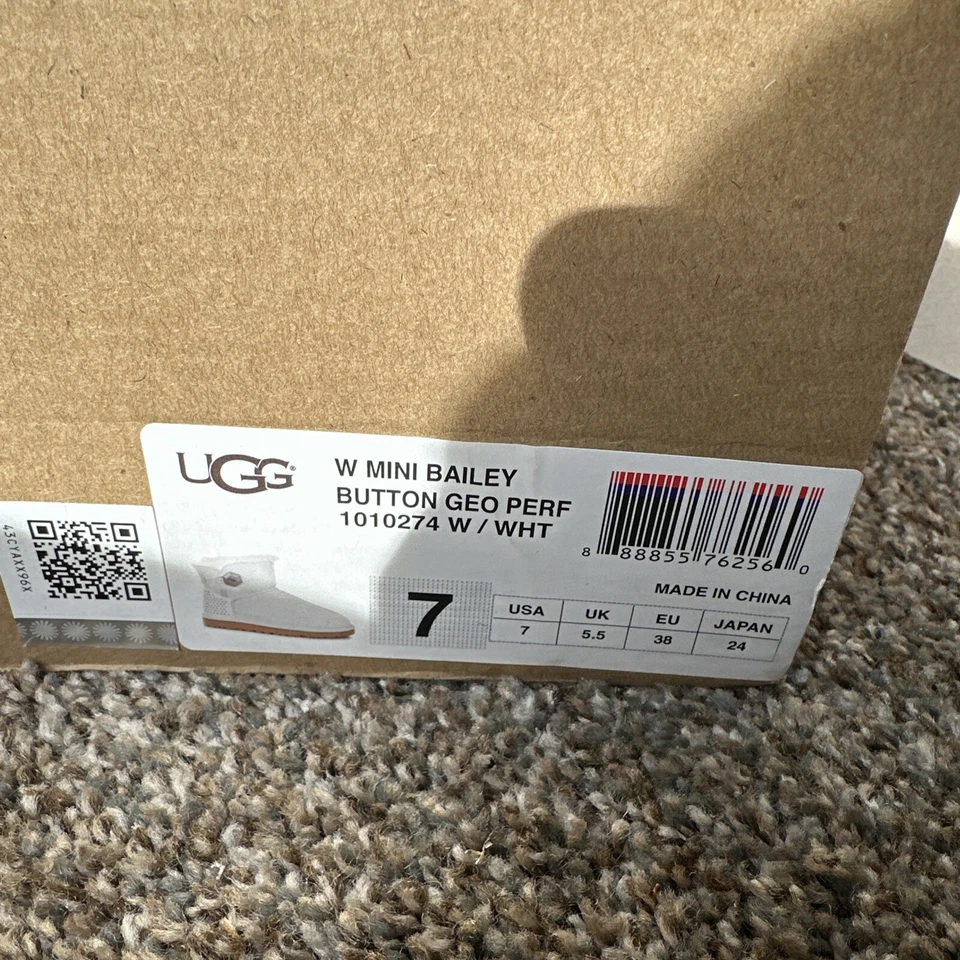 UGG®
W MINI BAILEY
BUTTON GEO PERF
1010274 W / WHT
8 88855 76256 0
MADE IN CHINA
7
USA UK EU JAPAN
7 5.5 38 24
43CYAXX96X